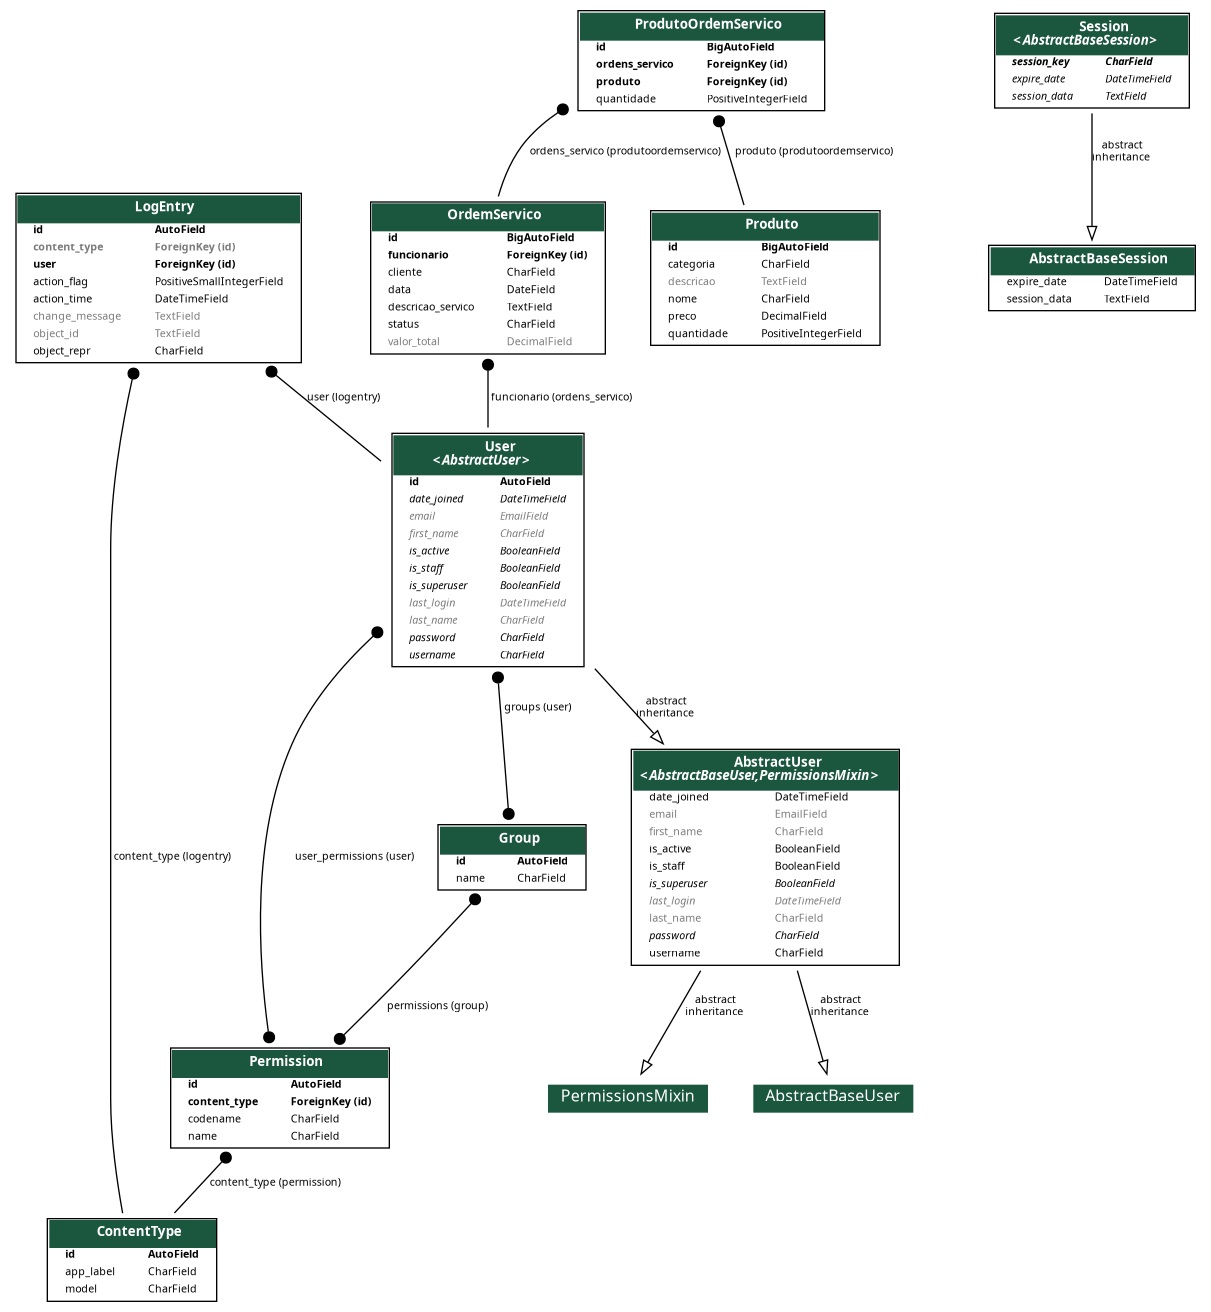 ProdutoOrdemServico
id BigAutoField
ordens_servico ForeignKey (id)
produto ForeignKey (id)
quantidade PositiveIntegerField
Session
<AbstractBaseSession>
session_key CharField
expire_date DateTimeField
session_data TextField
ordens_servico (produtoordemservico)
produto (produtoordemservico)
abstract
inheritance
LogEntry
id AutoField
content_type ForeignKey (id)
user ForeignKey (id)
action_flag PositiveSmallIntegerField
action_time DateTimeField
change_message TextField
object_id TextField
object_repr CharField
OrdemServico
id BigAutoField
funcionario ForeignKey (id)
cliente CharField
data DateField
descricao_servico TextField
status CharField
valor_total DecimalField
Produto
id BigAutoField
categoria CharField
descricao TextField
nome CharField
preco DecimalField
quantidade PositiveIntegerField
AbstractBaseSession
expire_date DateTimeField
session_data TextField
user (logentry)
funcionario (ordens_servico)
User
<AbstractUser>
id AutoField
date_joined DateTimeField
email EmailField
first_name CharField
is_active BooleanField
is_staff BooleanField
is_superuser BooleanField
last_login DateTimeField
last_name CharField
password CharField
username CharField
groups (user)
abstract
inheritance
AbstractUser
<AbstractBaseUser,PermissionsMixin>
date_joined DateTimeField
email EmailField
first_name CharField
is_active BooleanField
is_staff BooleanField
is_superuser BooleanField
last_login DateTimeField
last_name CharField
password CharField
username CharField
content_type (logentry)
user_permissions (user)
Group
id AutoField
name CharField
permissions (group)
abstract
inheritance
abstract
inheritance
Permission
id AutoField
content_type ForeignKey (id)
codename CharField
name CharField
PermissionsMixin
AbstractBaseUser
content_type (permission)
ContentType
id AutoField
app_label CharField
model CharField